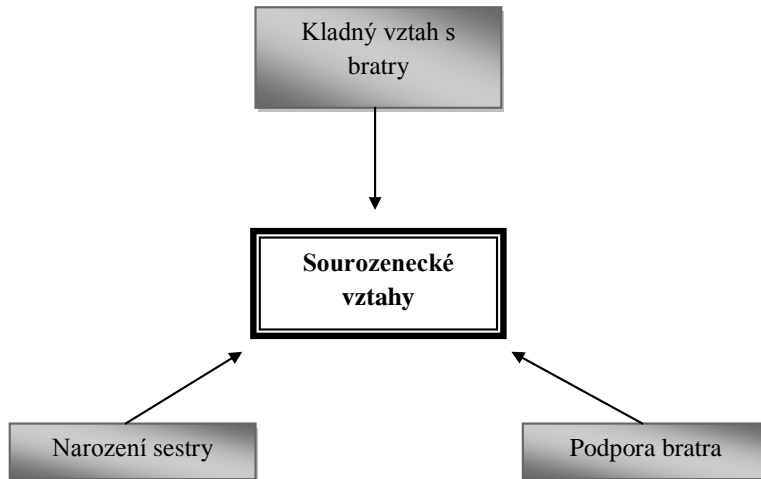 Kladný vztah s
bratry
Sourozenecké
vztahy
Narození sestry
Podpora bratra